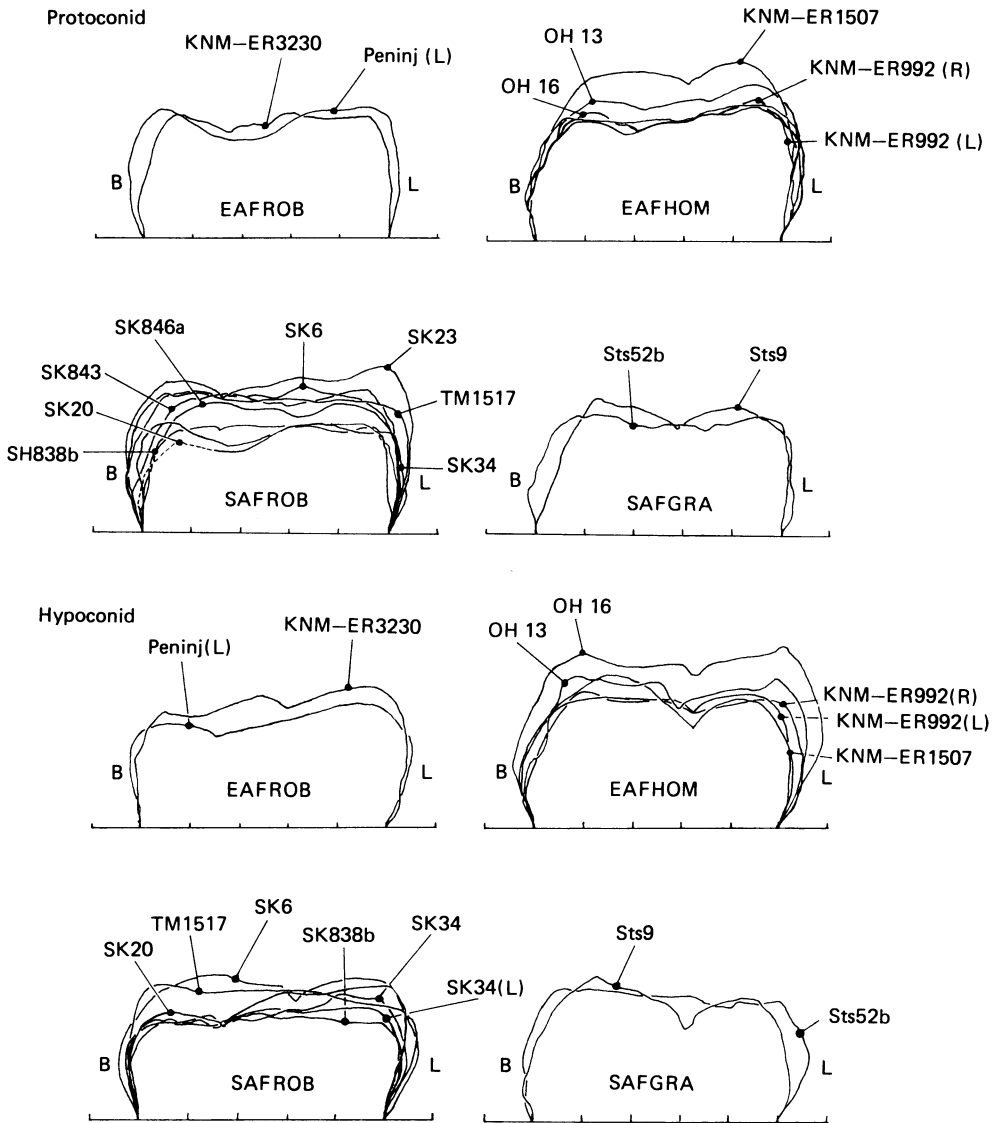 Protoconid
KNM–ER3230
Peninj (L)
B
L
EAFROB
KNM–ER1507
OH 13
OH 16
KNM–ER992 (R)
KNM–ER992 (L)
B
L
EAFHOM
SK846a
SK6
SK23
SK843
TM1517
SK20
SH838b
SK34
B
L
SAFROB
Sts52b
Sts9
B
L
SAFGRA
Hypoconid
Peninj(L)
KNM–ER3230
B
L
EAFROB
OH 16
OH 13
KNM–ER992(R)
KNM–ER992(L)
KNM–ER1507
B
L
EAFHOM
SK6
TM1517
SK838b
SK34
SK20
SK34(L)
B
L
SAFROB
Sts9
Sts52b
B
L
SAFGRA